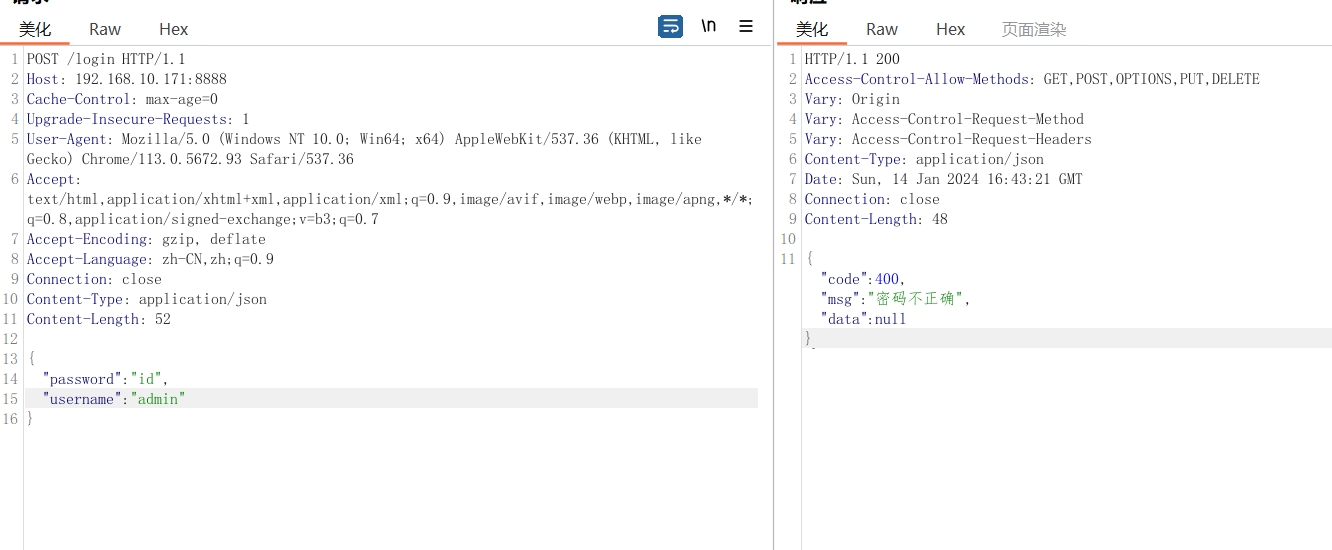 美化 Raw Hex \n
1 POST /login HTTP/1.1
2 Host: 192.168.10.171:8888
3 Cache-Control: max-age=0
4 Upgrade-Insecure-Requests: 1
5 User-Agent: Mozilla/5.0 (Windows NT 10.0; Win64; x64) AppleWebKit/537.36 (KHTML, like
Gecko) Chrome/113.0.5672.93 Safari/537.36
6 Accept:
text/html,application/xhtml+xml,application/xml;q=0.9,image/avif,image/webp,image/apng,*/*;
q=0.8,application/signed-exchange;v=b3;q=0.7
7 Accept-Encoding: gzip, deflate
8 Accept-Language: zh-CN,zh;q=0.9
9 Connection: close
10 Content-Type: application/json
11 Content-Length: 52
12
13 {
14 "password":"id",
15 "username":"admin"
16 }
美化 Raw Hex 页面渲染
1 HTTP/1.1 200
2 Access-Control-Allow-Methods: GET,POST,OPTIONS,PUT,DELETE
3 Vary: Origin
4 Vary: Access-Control-Request-Method
5 Vary: Access-Control-Request-Headers
6 Content-Type: application/json
7 Date: Sun, 14 Jan 2024 16:43:21 GMT
8 Connection: close
9 Content-Length: 48
10
11 {
"code":400,
"msg":"密码不正确",
"data":null
}